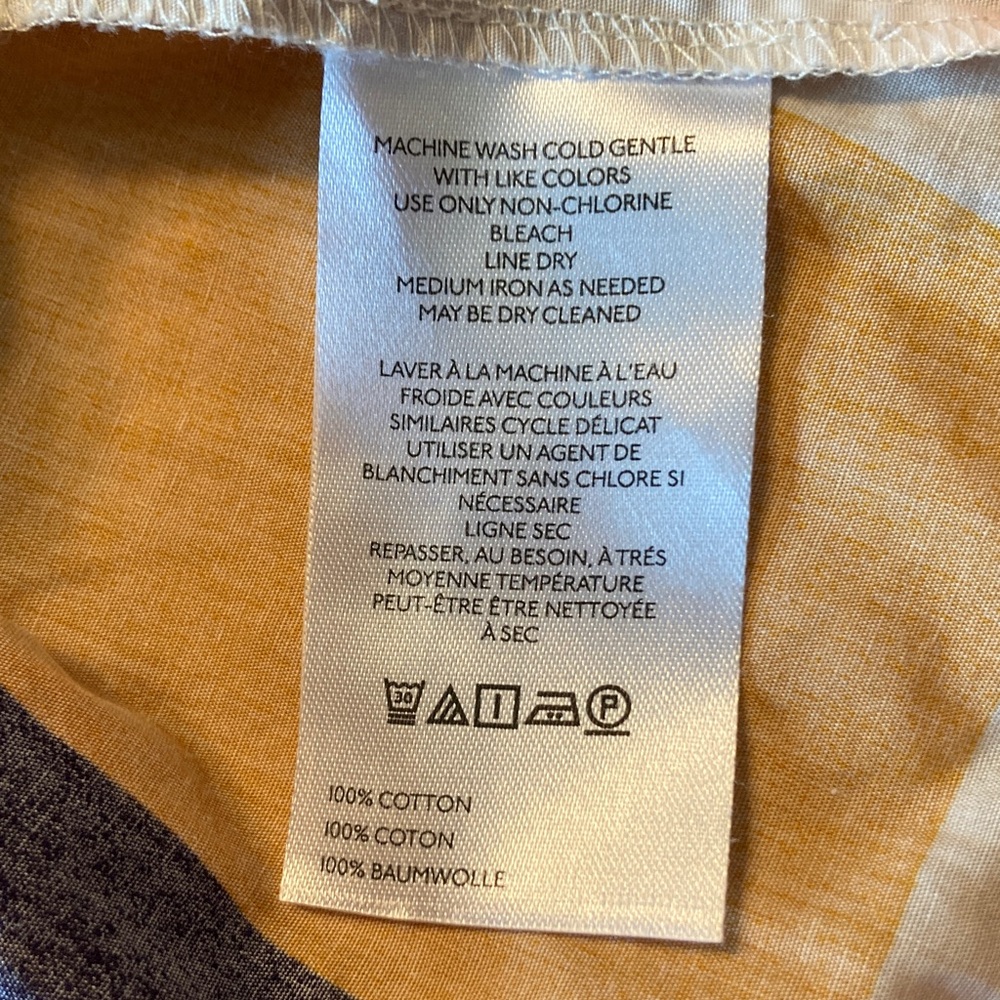 MACHINE WASH COLD GENTLE
WITH LIKE COLORS
USE ONLY NON-CHLORINE
BLEACH
LINE DRY
MEDIUM IRON AS NEEDED
MAY BE DRY CLEANED
LAVER À LA MACHINE À L'EAU
FROIDE AVEC COULEURS
SIMILAIRES CYCLE DÉLICAT
UTILISER UN AGENT DE
BLANCHIMENT SANS CHLORE SI
NÉCESSAIRE
LIGNE SEC
REPASSER, AU BESOIN, À TRÉS
MOYENNE TEMPÉRATURE
PEUT-ÊTRE ÊTRE NETTOYÉE
À SEC
30 P
100% COTTON
100% COTON
100% BAUMWOLLE